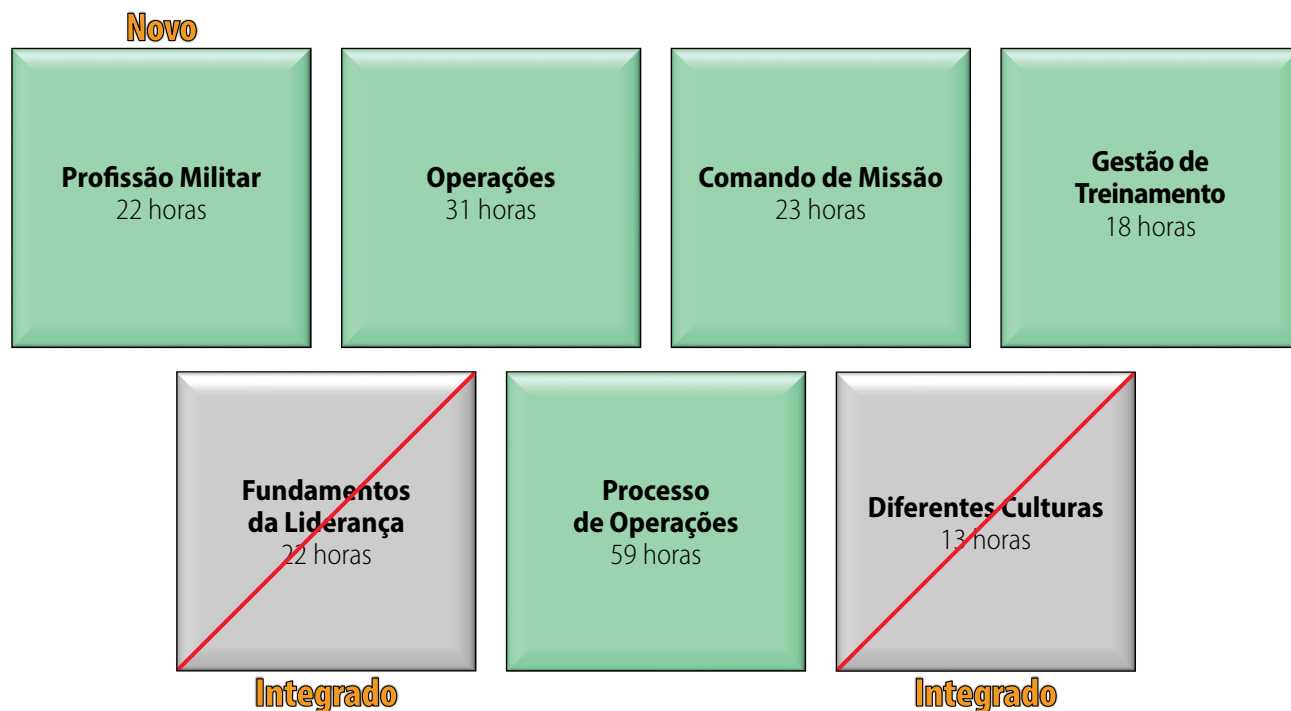 Novo
Profissão Militar
22 horas
Operações
31 horas
Comando de Missão
23 horas
Gestão de
Treinamento
18 horas
Fundamentos
da Liderança
22 horas
Integrado
Processo
de Operações
59 horas
Diferentes Culturas
13 horas
Integrado